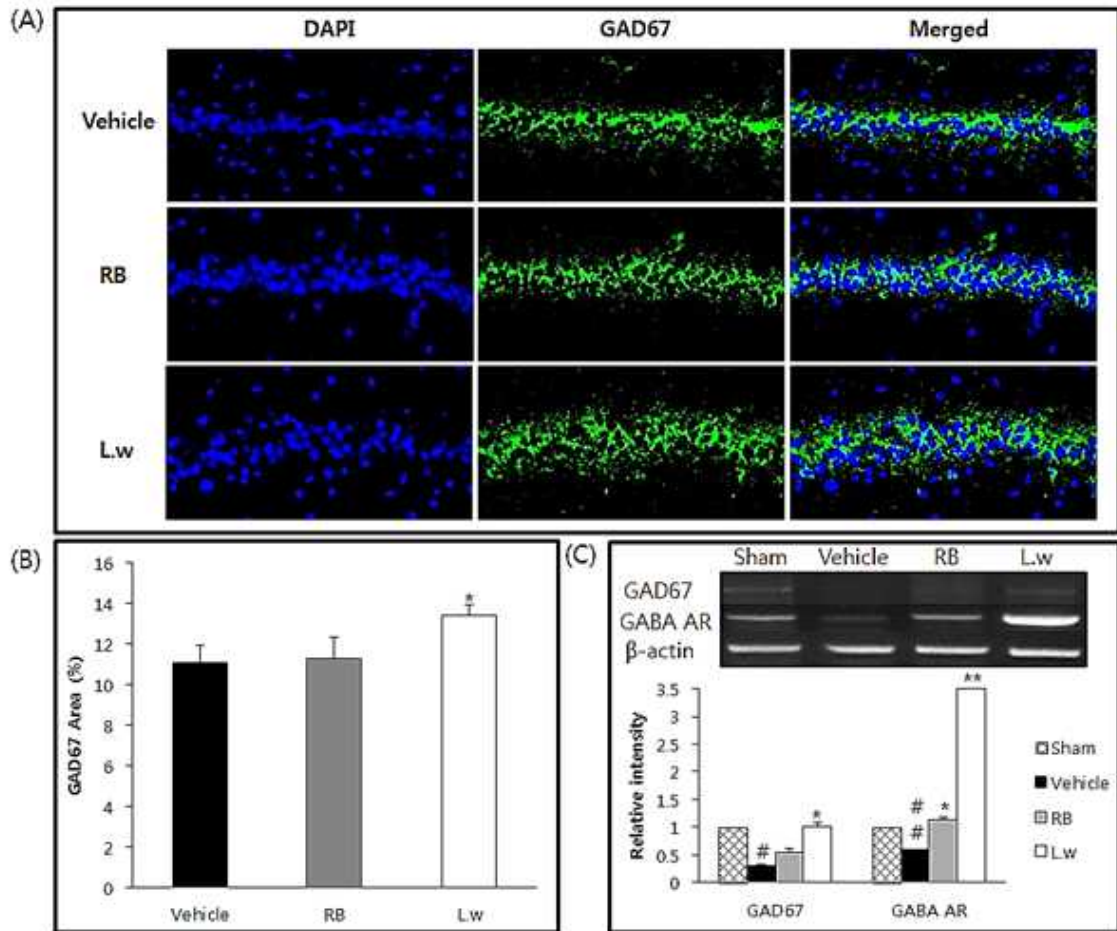 (A)
DAPI GAD67 Merged
Vehicle
RB
L.w
(B)
16
14
12
10
8
6
4
2
0
GAD67 Area (%)
*
Vehicle RB L.w
(C)
Sham Vehicle RB L.w
GAD67
GABA AR
β-actin
3.5
3
2.5
2
1.5
1
0.5
0
Relative intensity
# *
# # * **
GAD67 GABA AR
Sham
Vehicle
RB
L.w